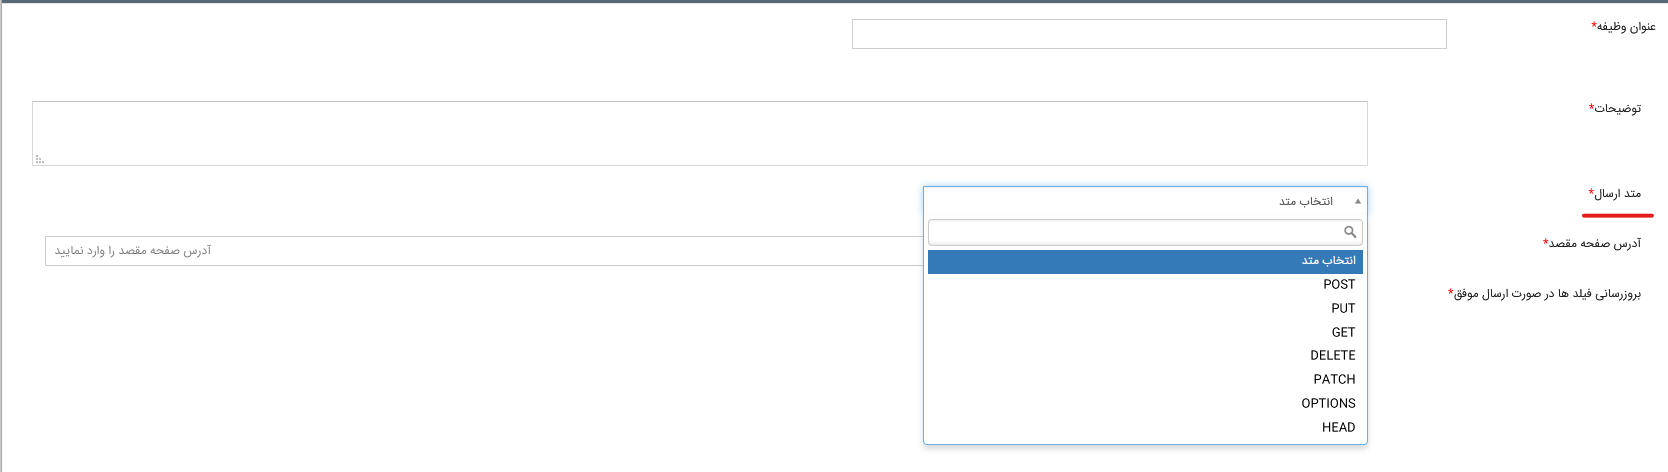 عنوان وظیفه*
توضیحات*
متد ارسال*
انتخاب متد
انتخاب متد
POST
PUT
GET
DELETE
PATCH
OPTIONS
HEAD
آدرس صفحه مقصد*
آدرس صفحه مقصد را وارد نمایید
بروزرسانی فیلد ها در صورت ارسال موفق*